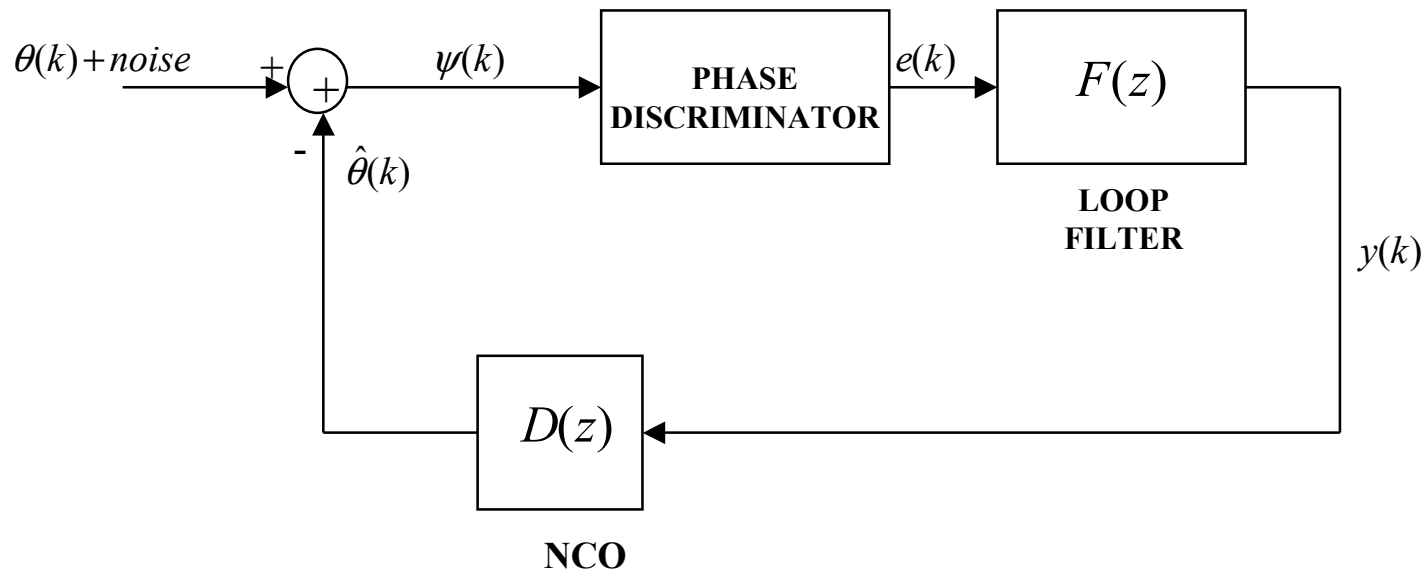 θ(k)+noise
+
+
ψ(k)
PHASE
DISCRIMINATOR
e(k)
F(z)
LOOP
FILTER
-
θ̂(k)
y(k)
D(z)
NCO